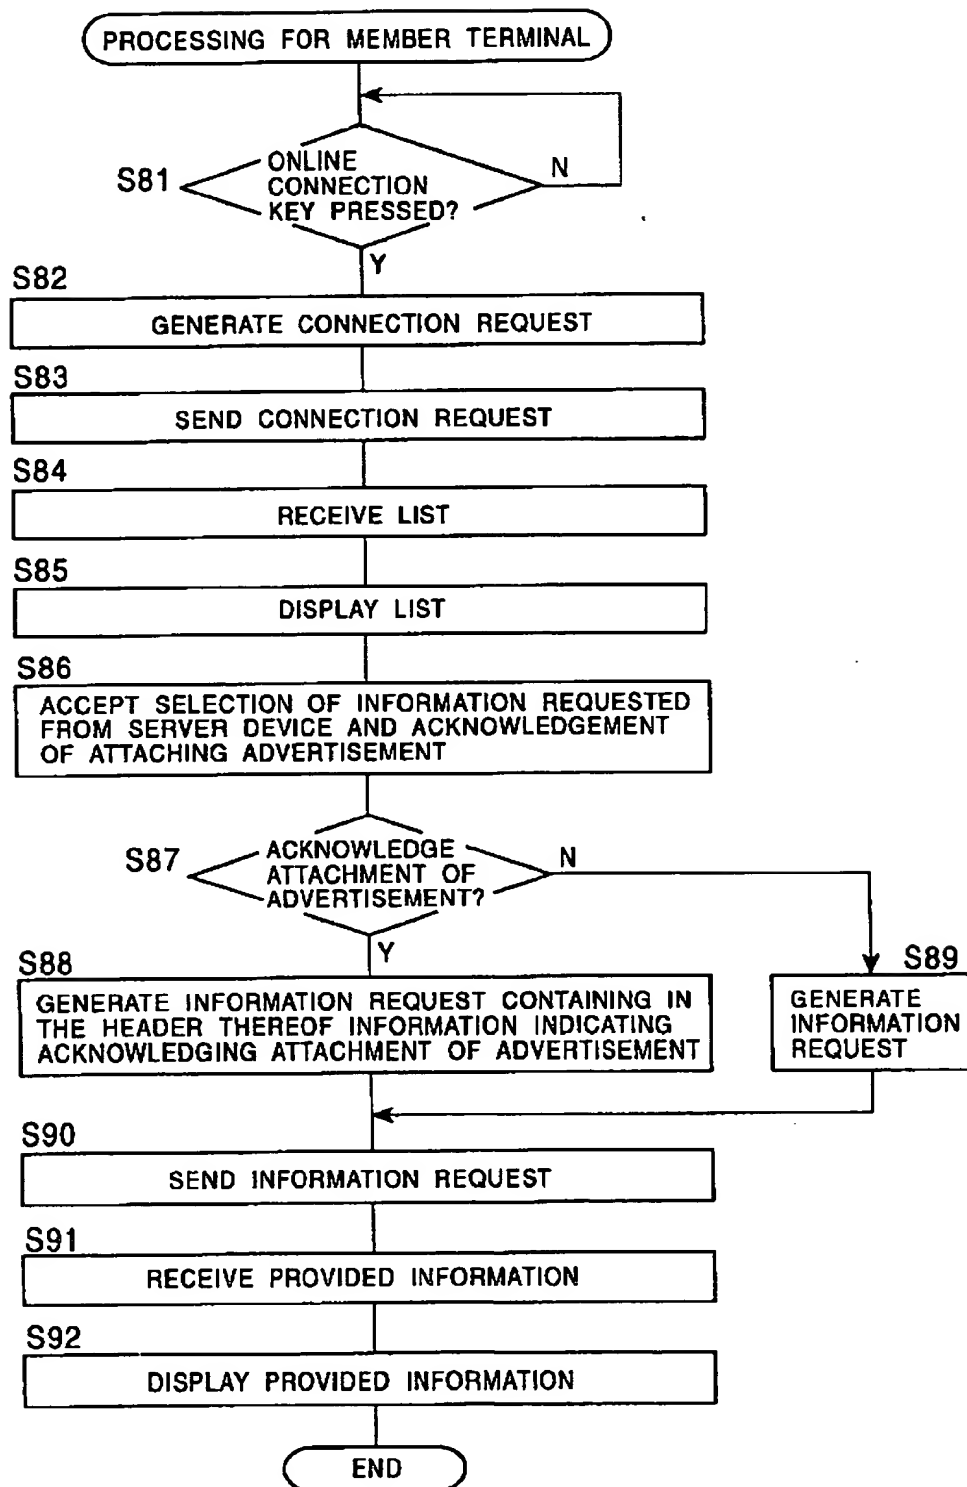 PROCESSING FOR MEMBER TERMINAL
S81
ONLINE
CONNECTION
KEY PRESSED?
N
Y
S82
GENERATE CONNECTION REQUEST
S83
SEND CONNECTION REQUEST
S84
RECEIVE LIST
S85
DISPLAY LIST
S86
ACCEPT SELECTION OF INFORMATION REQUESTED
FROM SERVER DEVICE AND ACKNOWLEDGEMENT
OF ATTACHING ADVERTISEMENT
S87
ACKNOWLEDGE
ATTACHMENT OF
ADVERTISEMENT?
N
Y
S88
GENERATE INFORMATION REQUEST CONTAINING IN
THE HEADER THEREOF INFORMATION INDICATING
ACKNOWLEDGING ATTACHMENT OF ADVERTISEMENT
S89
GENERATE
INFORMATION
REQUEST
S90
SEND INFORMATION REQUEST
S91
RECEIVE PROVIDED INFORMATION
S92
DISPLAY PROVIDED INFORMATION
END